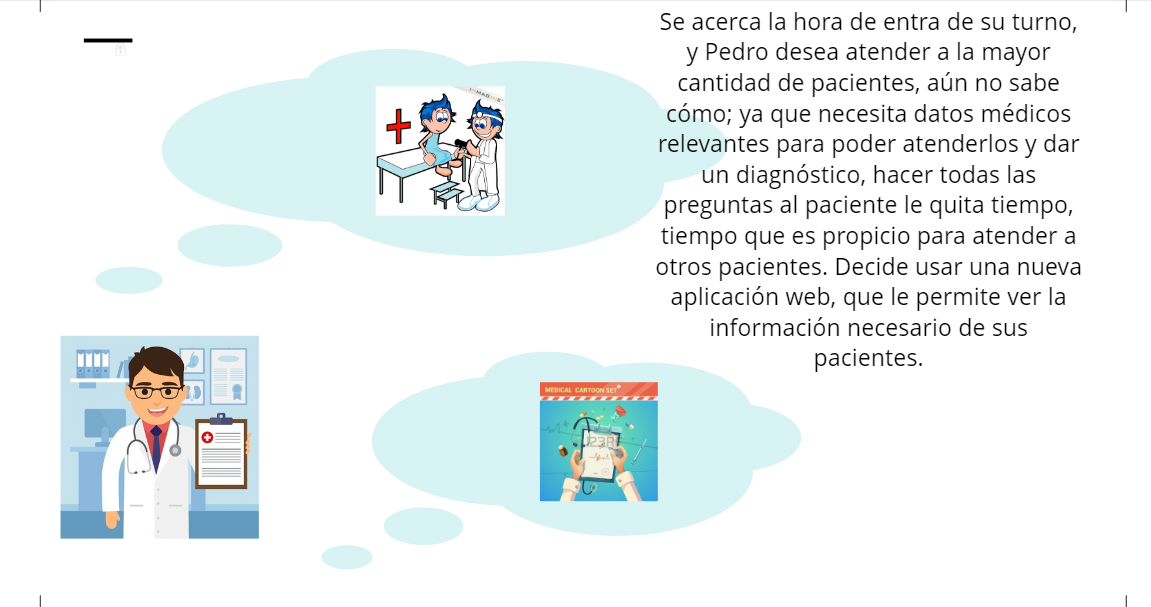 Se acerca la hora de entra de su turno,
y Pedro desea atender a la mayor
cantidad de pacientes, aún no sabe
cómo; ya que necesita datos médicos
relevantes para poder atenderlos y dar
un diagnóstico, hacer todas las
preguntas al paciente le quita tiempo,
tiempo que es propicio para atender a
otros pacientes. Decide usar una nueva
aplicación web, que le permite ver la
información necesario de sus
pacientes.
MEDICAL CARTOON SET